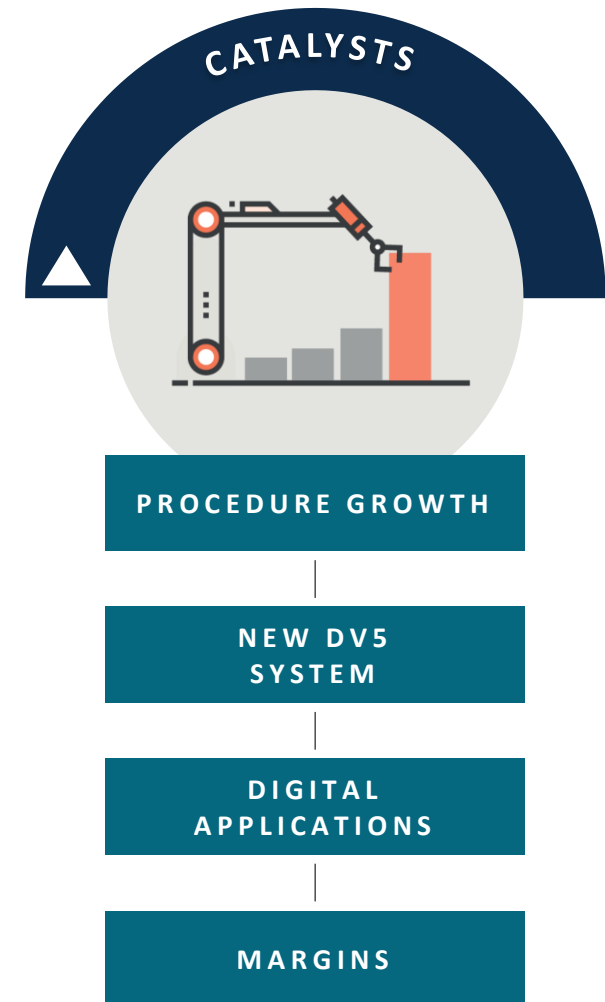 CATALYSTS
PROCEDURE GROWTH
NEW DV5
SYSTEM
DIGITAL
APPLICATIONS
MARGINS